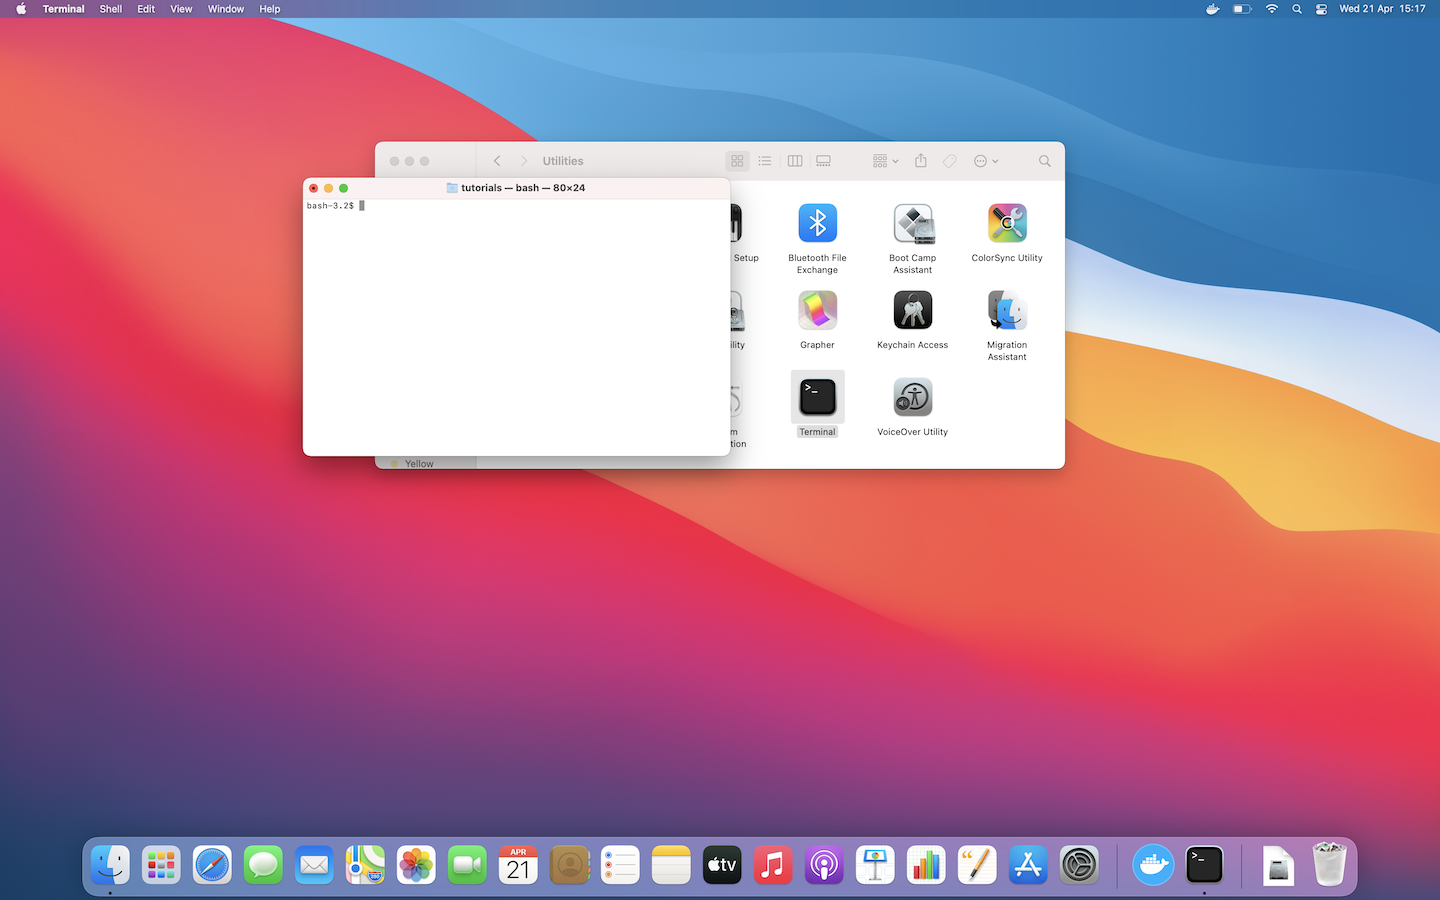 Terminal Shell Edit View Window Help Wed 21 Apr 15:17
Utilities
tutorials — bash — 80×24
bash-3.2$
Setup
Bluetooth File
Exchange
Boot Camp
Assistant
ColorSync Utility
ility
Grapher
Keychain Access
Migration
Assistant
m
tion
>_
Terminal
VoiceOver Utility
Yellow
APR
21
tv
>_